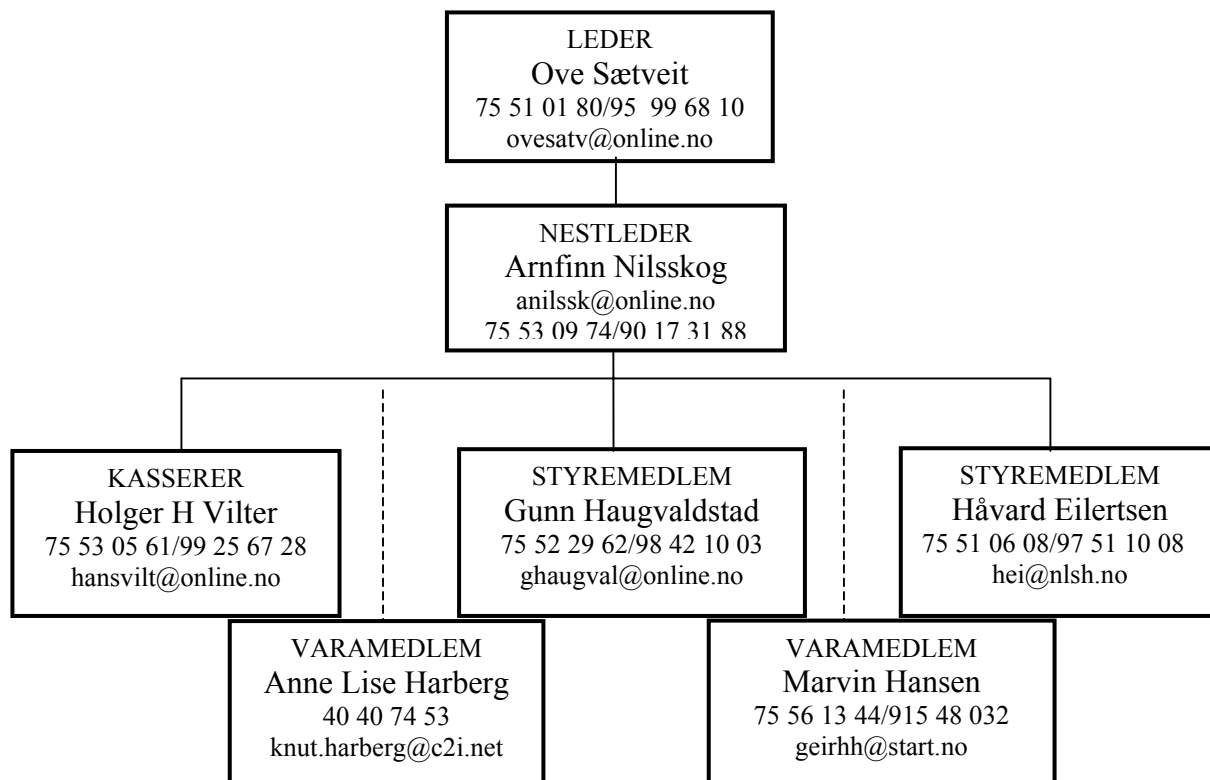 LEDER
Ove Sætveit
75 51 01 80/95  99 68 10
ovesatv@online.no
NESTLEDER
Arnfinn Nilsskog
anilssk@online.no
75 53 09 74/90 17 31 88
KASSERER
Holger H Vilter
75 53 05 61/99 25 67 28
hansvilt@online.no
STYREMEDLEM
Gunn Haugvaldstad
75 52 29 62/98 42 10 03
ghaugval@online.no
STYREMEDLEM
Håvard Eilertsen
75 51 06 08/97 51 10 08
hei@nlsh.no
VARAMEDLEM
Anne Lise Harberg
40 40 74 53
knut.harberg@c2i.net
VARAMEDLEM
Marvin Hansen
75 56 13 44/915 48 032
geirhh@start.no